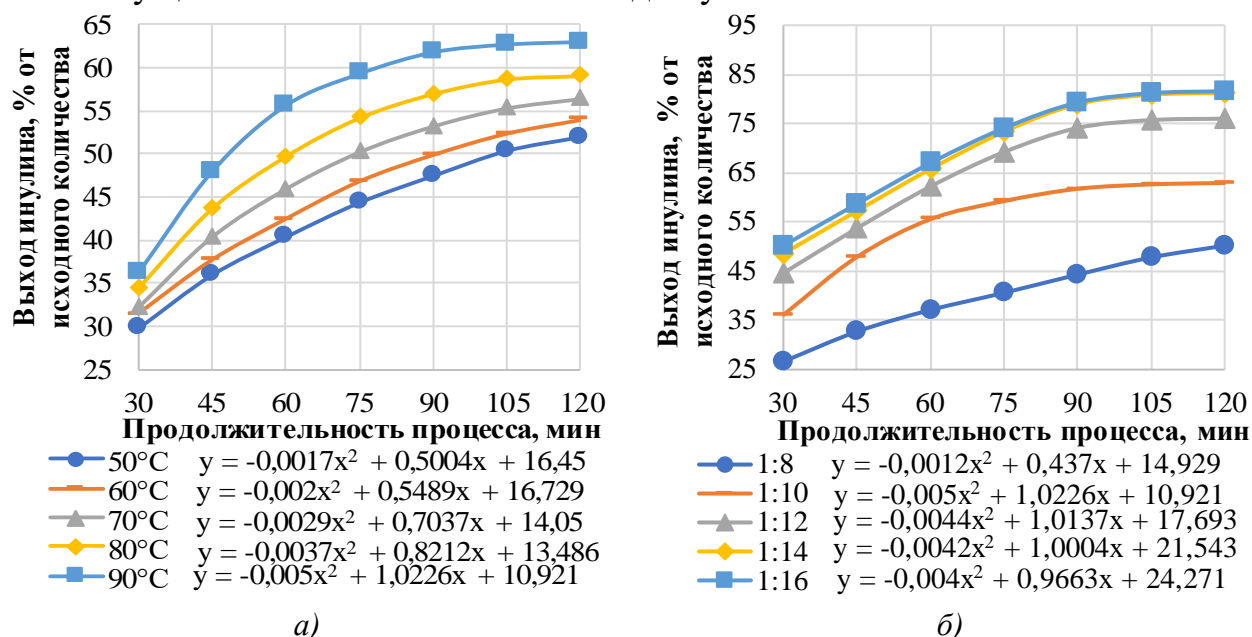 Выход инулина, % от
исходного количества
65
60
55
50
45
40
35
30
25
30 45 60 75 90 105 120
Продолжительность процесса, мин
50°C y = -0,0017x² + 0,5004x + 16,45
60°C y = -0,002x² + 0,5489x + 16,729
70°C y = -0,0029x² + 0,7037x + 14,05
80°C y = -0,0037x² + 0,8212x + 13,486
90°C y = -0,005x² + 1,0226x + 10,921
а)
Выход инулина, % от
исходного количества
95
85
75
65
55
45
35
25
30 45 60 75 90 105 120
Продолжительность процесса, мин
1:8 y = -0,0012x² + 0,437x + 14,929
1:10 y = -0,005x² + 1,0226x + 10,921
1:12 y = -0,0044x² + 1,0137x + 17,693
1:14 y = -0,0042x² + 1,0004x + 21,543
1:16 y = -0,004x² + 0,9663x + 24,271
б)